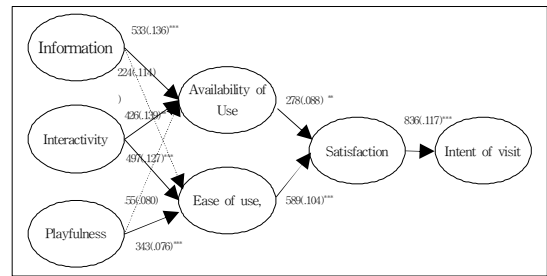 Information
533(.136)***
224(.114)
)
Availability of
Use
278(.088) **
426(.139)**
Interactivity
836(.117)***
Satisfaction
Intent of visit
497(.127)***
.55(.080)
Ease of use,
589(.104)***
Playfulness
343(.076)***